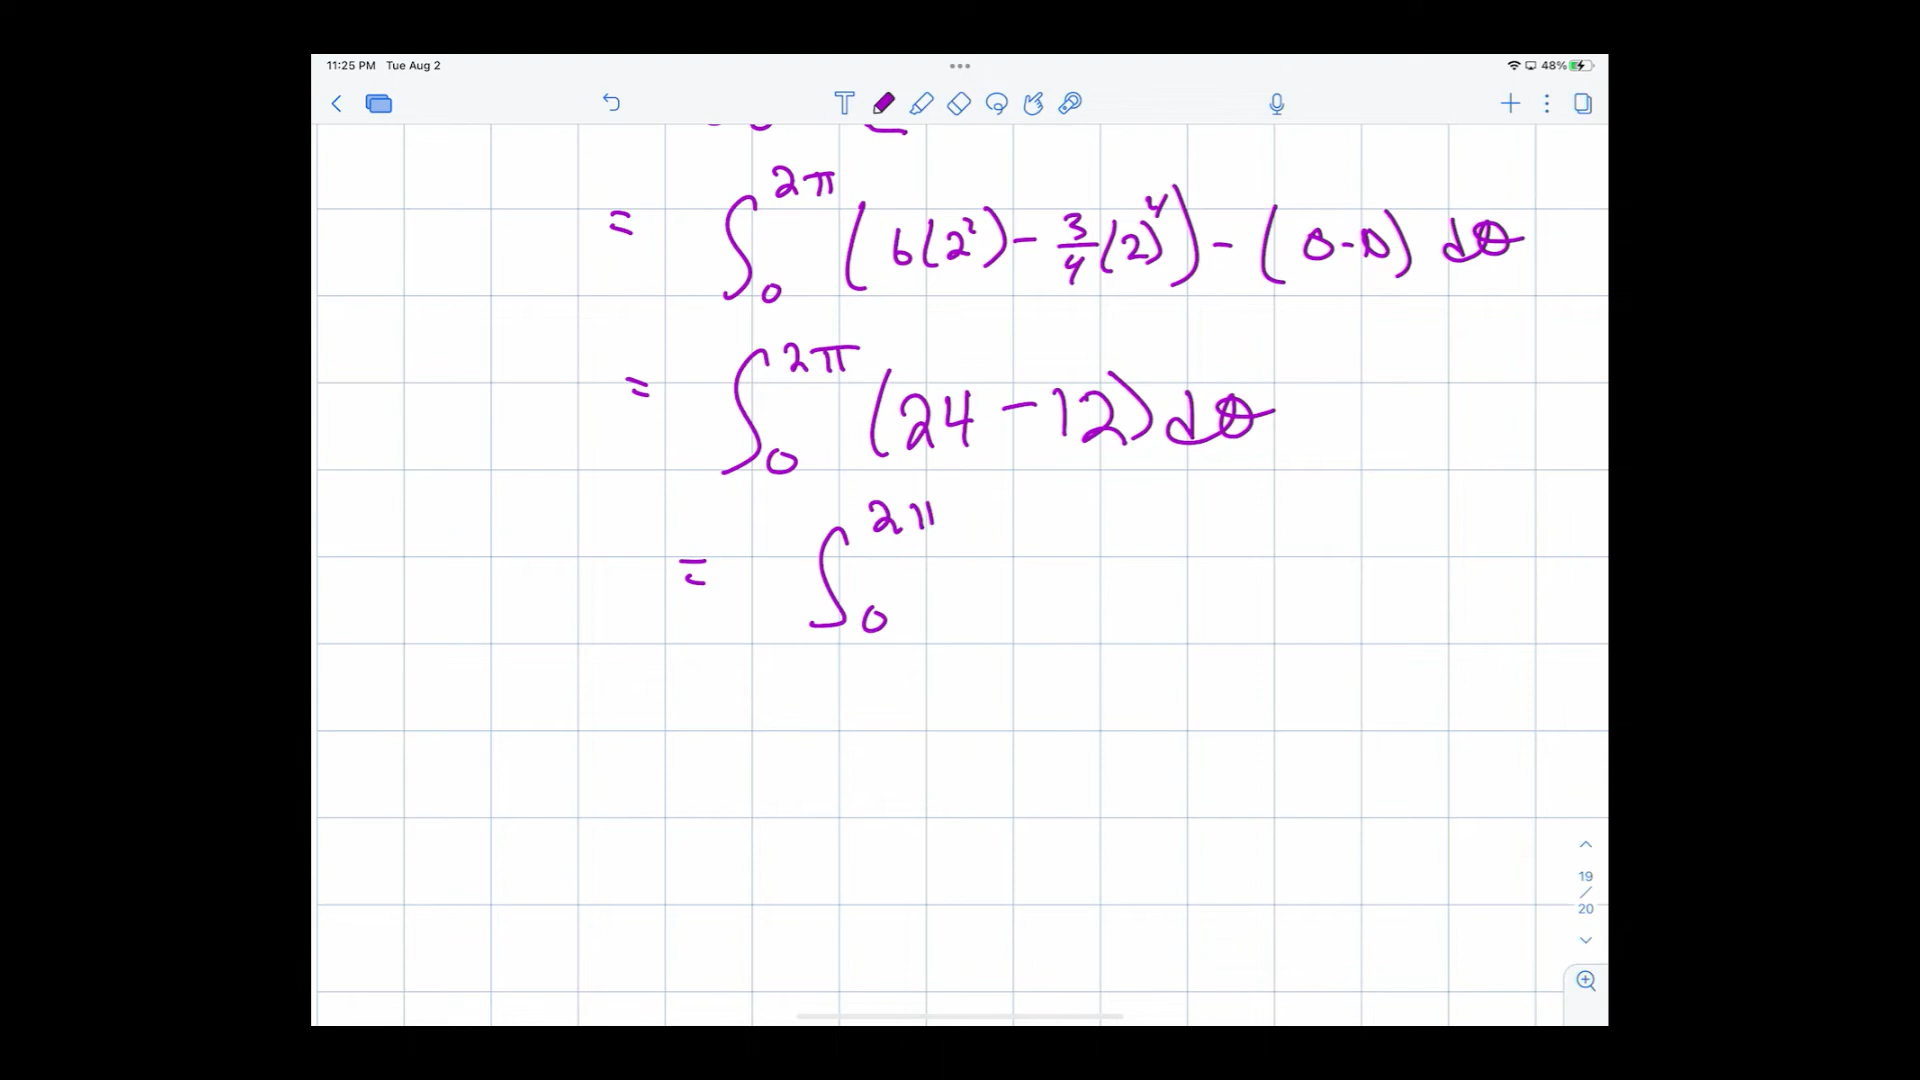 11:25 PM Tue Aug 2 48%
T
= ∫₀^{2π} (6(2²) - 3/4 (2)⁴) - (0-0) dθ
= ∫₀^{2π} (24 - 12) dθ
= ∫₀^{2π}
19
/
20